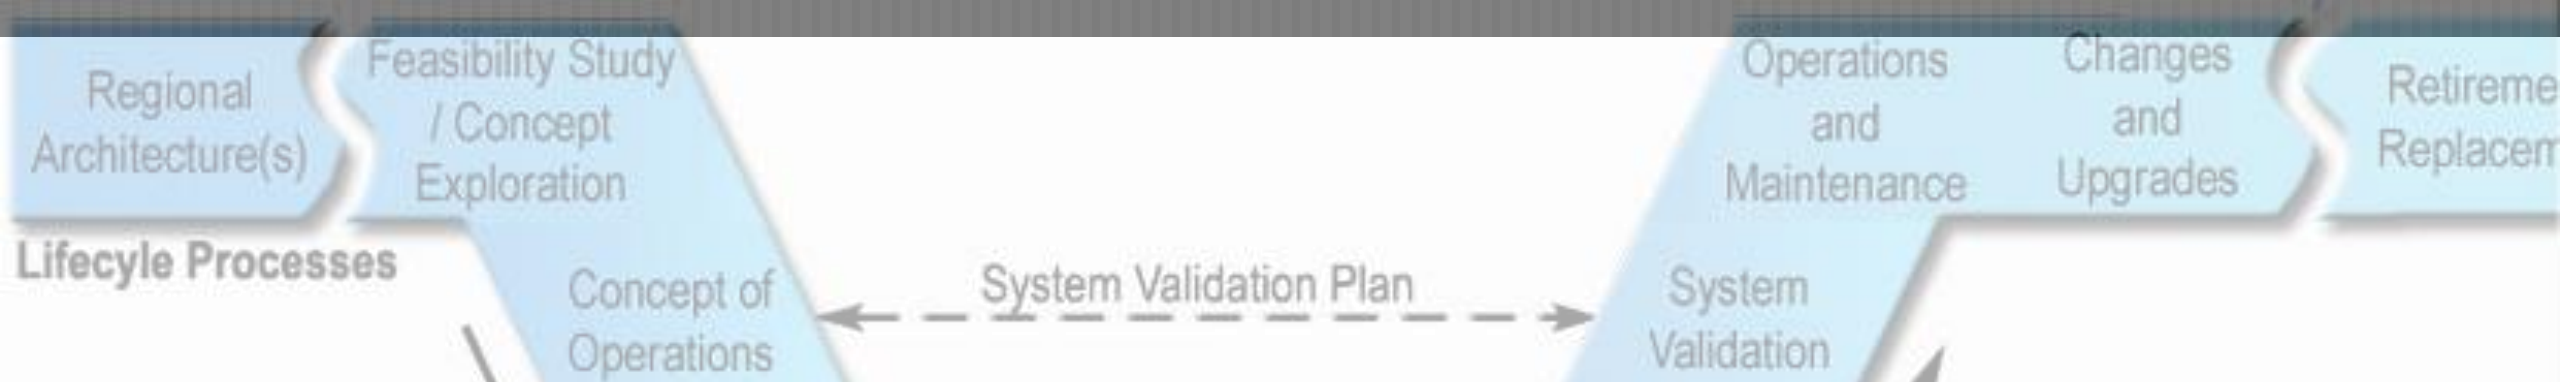 Regional
Architecture(s)
Feasibility Study
/ Concept
Exploration
Operations
and
Maintenance
Changes
and
Upgrades
Lifecyle Processes
Concept of
Operations
System Validation Plan
System
Validation